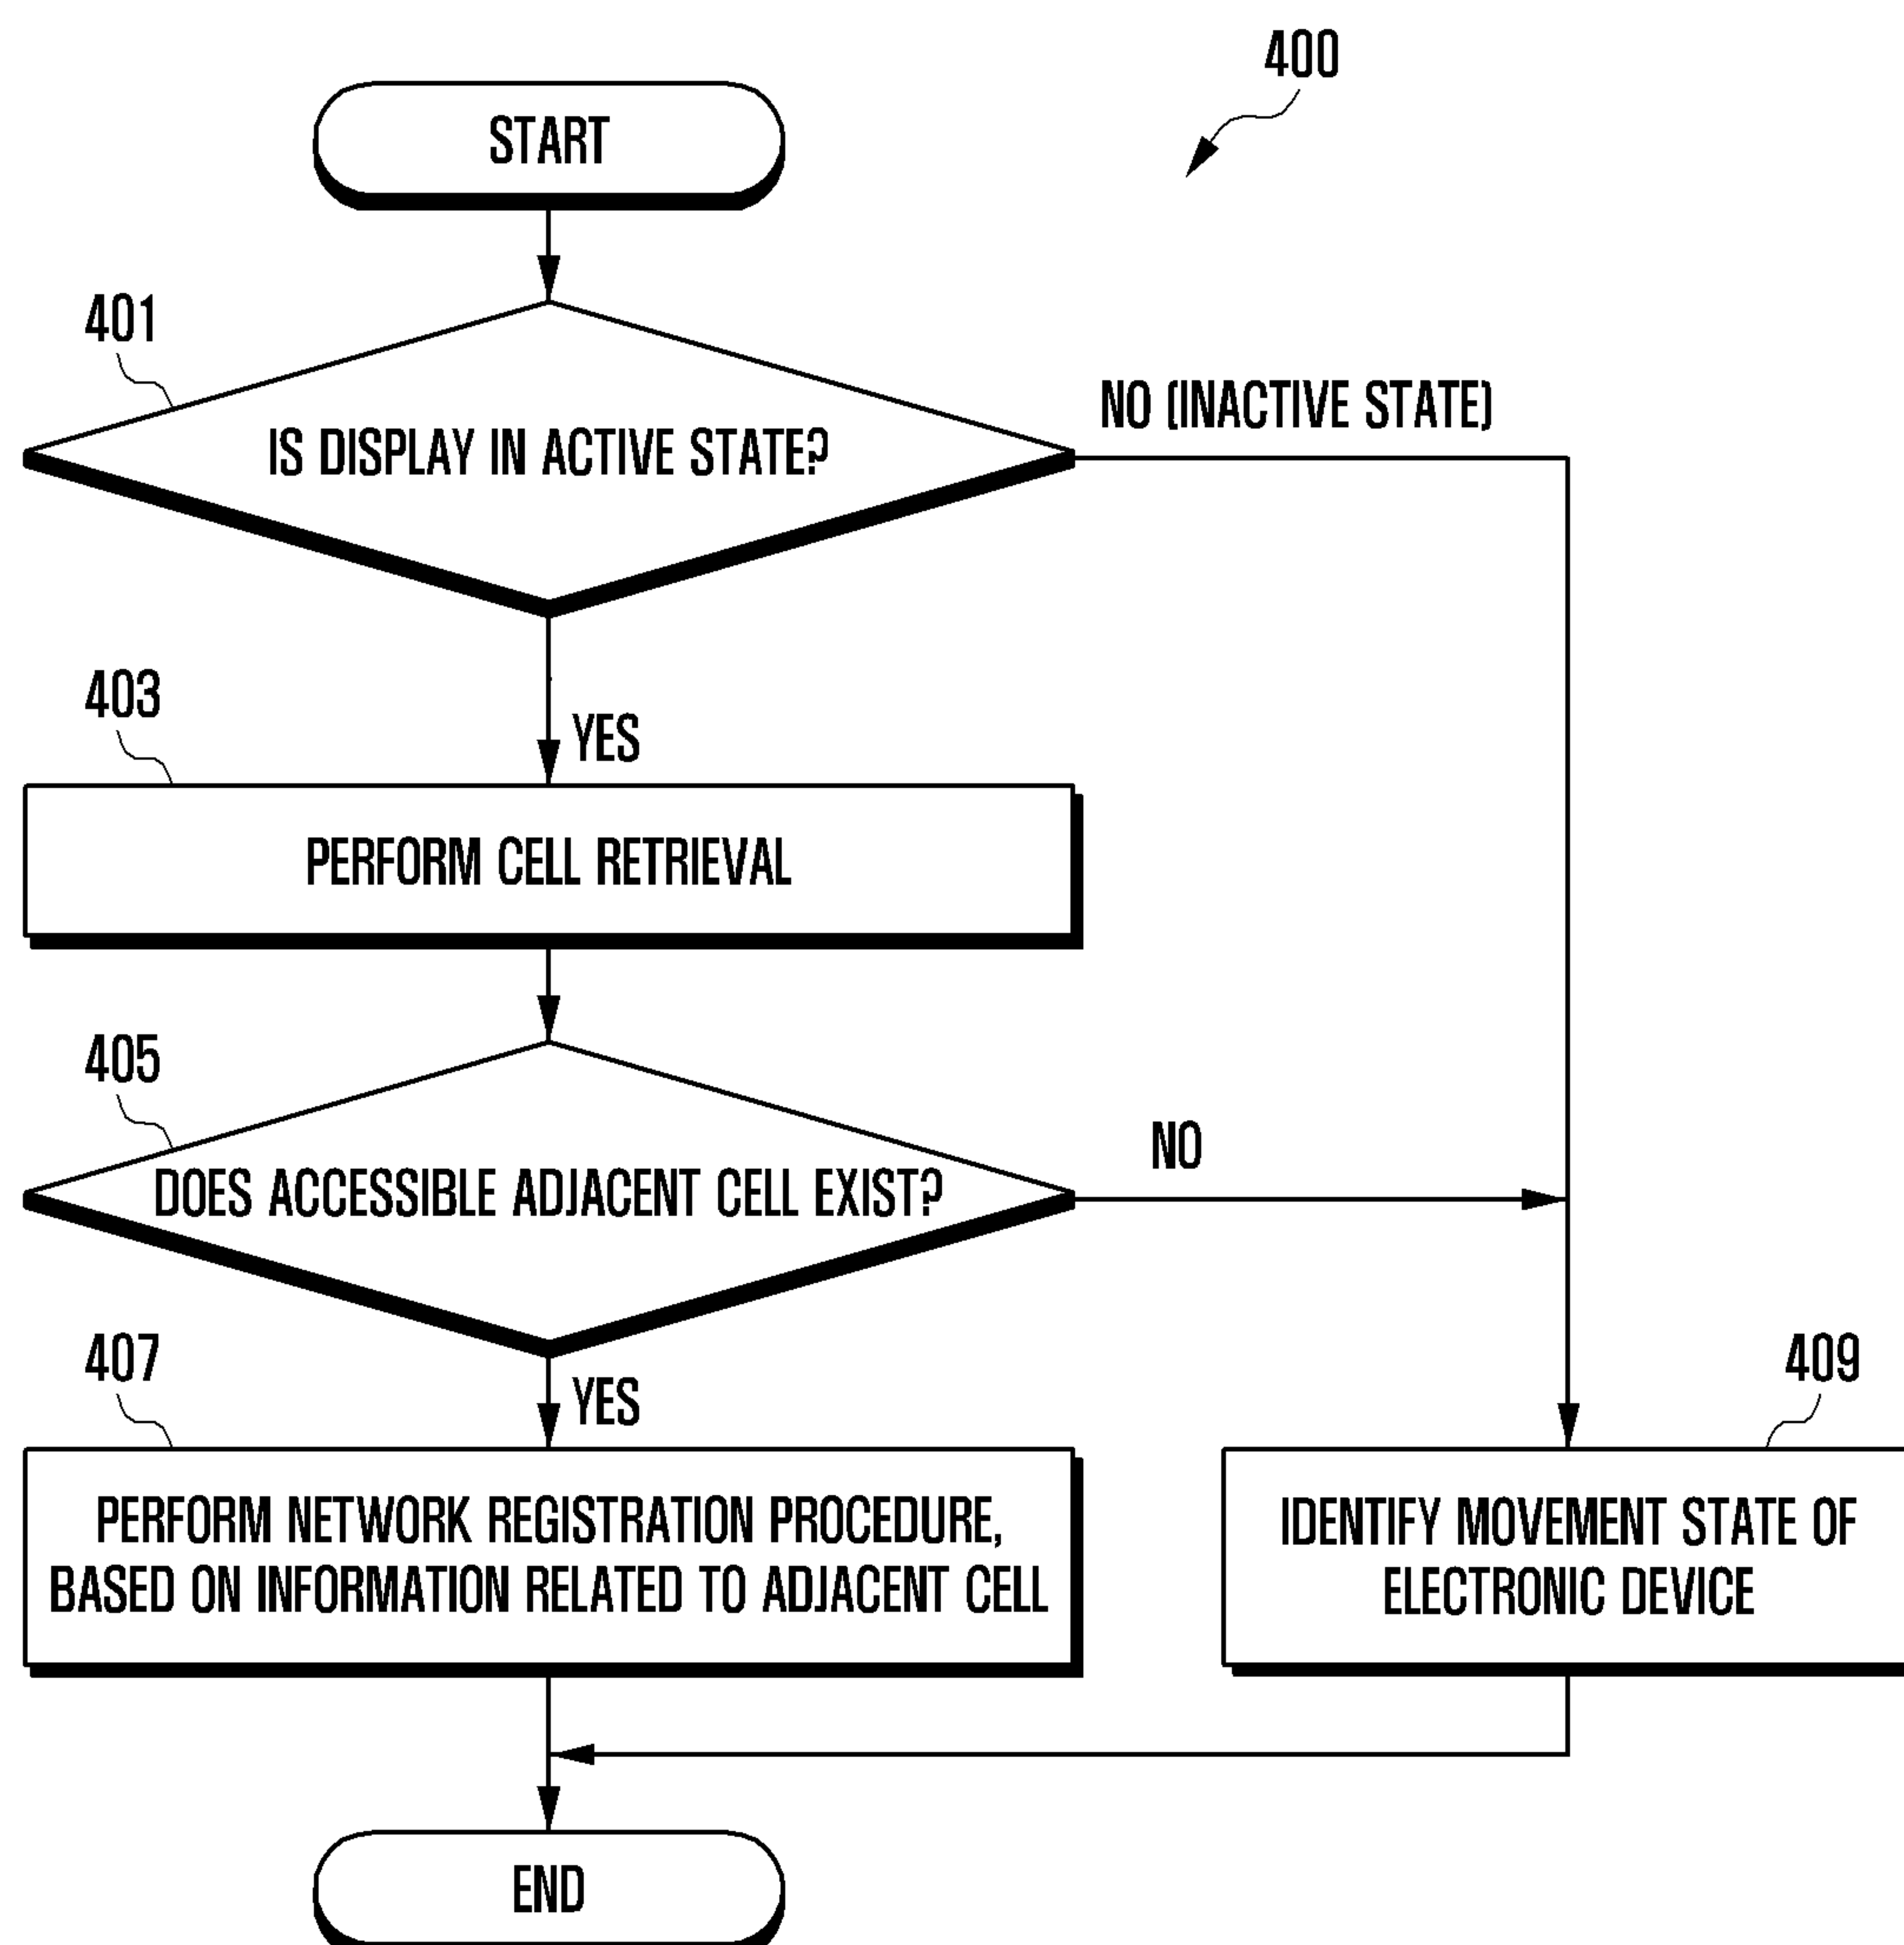 400
START
401
IS DISPLAY IN ACTIVE STATE?
NO (INACTIVE STATE)
403
YES
PERFORM CELL RETRIEVAL
405
DOES ACCESSIBLE ADJACENT CELL EXIST?
NO
407
YES
409
PERFORM NETWORK REGISTRATION PROCEDURE,
BASED ON INFORMATION RELATED TO ADJACENT CELL
IDENTIFY MOVEMENT STATE OF
ELECTRONIC DEVICE
END